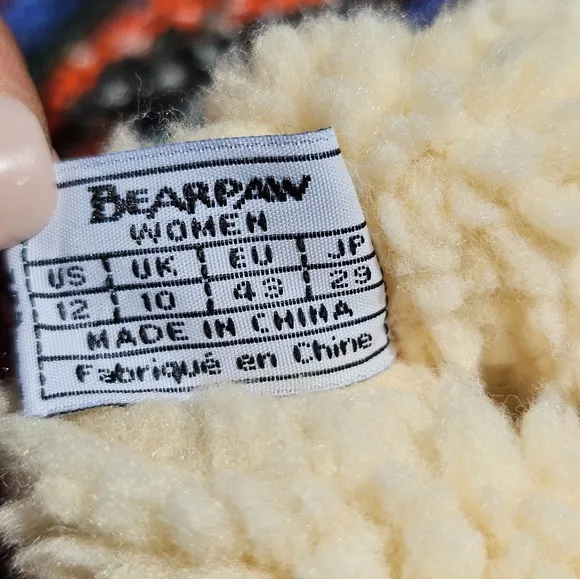 BEARPAW
WOMEN
US UK EU JP
12 10 43 29
MADE IN CHINA
Fabriqué en Chine